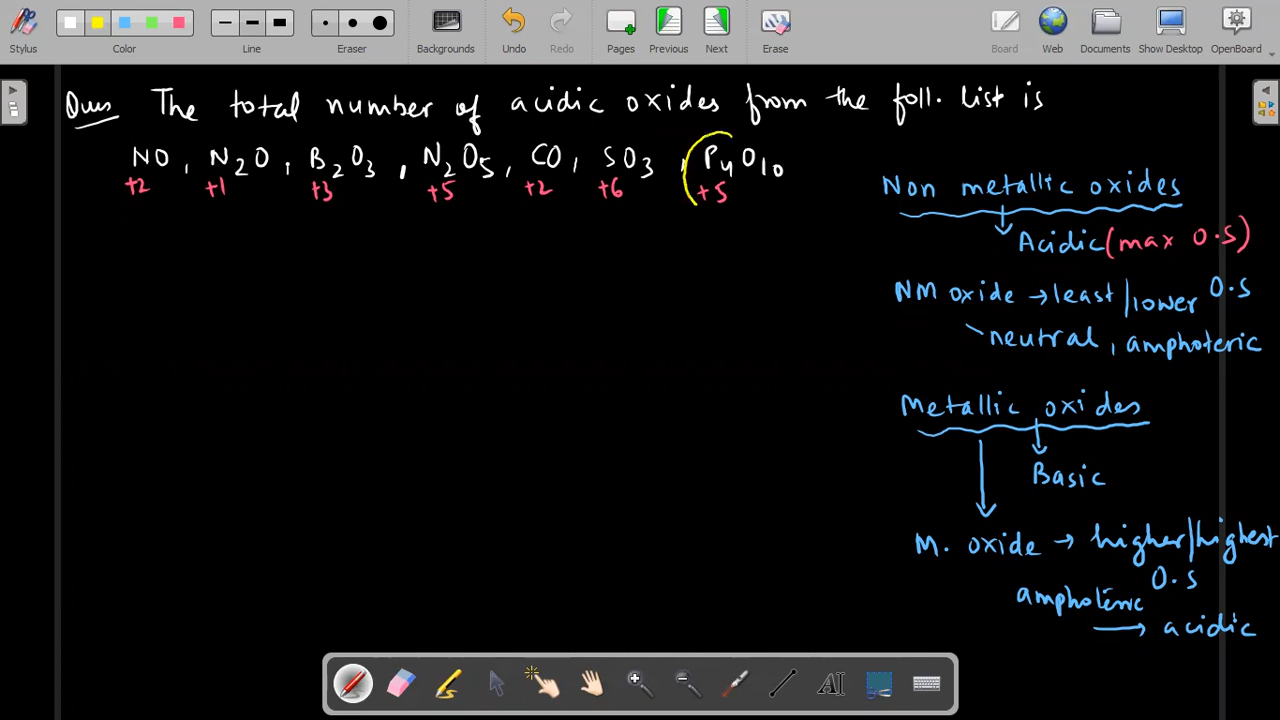 Stylus Color Line Eraser Backgrounds Undo Redo Pages Previous Next Erase Board Web Documents Show Desktop OpenBoard
Ques The total number of acidic oxides from the foll. list is
NO, N2O, B2O3, N2O5, CO, SO3, P4O10
+2 +1 +3 +5 +2 +6 +5
Non metallic oxides
Acidic (max O.S)
NM oxide → least/lower O.S
neutral, amphoteric
Metallic oxides
Basic
M. oxide → higher/highest
O.S
amphoteric
→ acidic